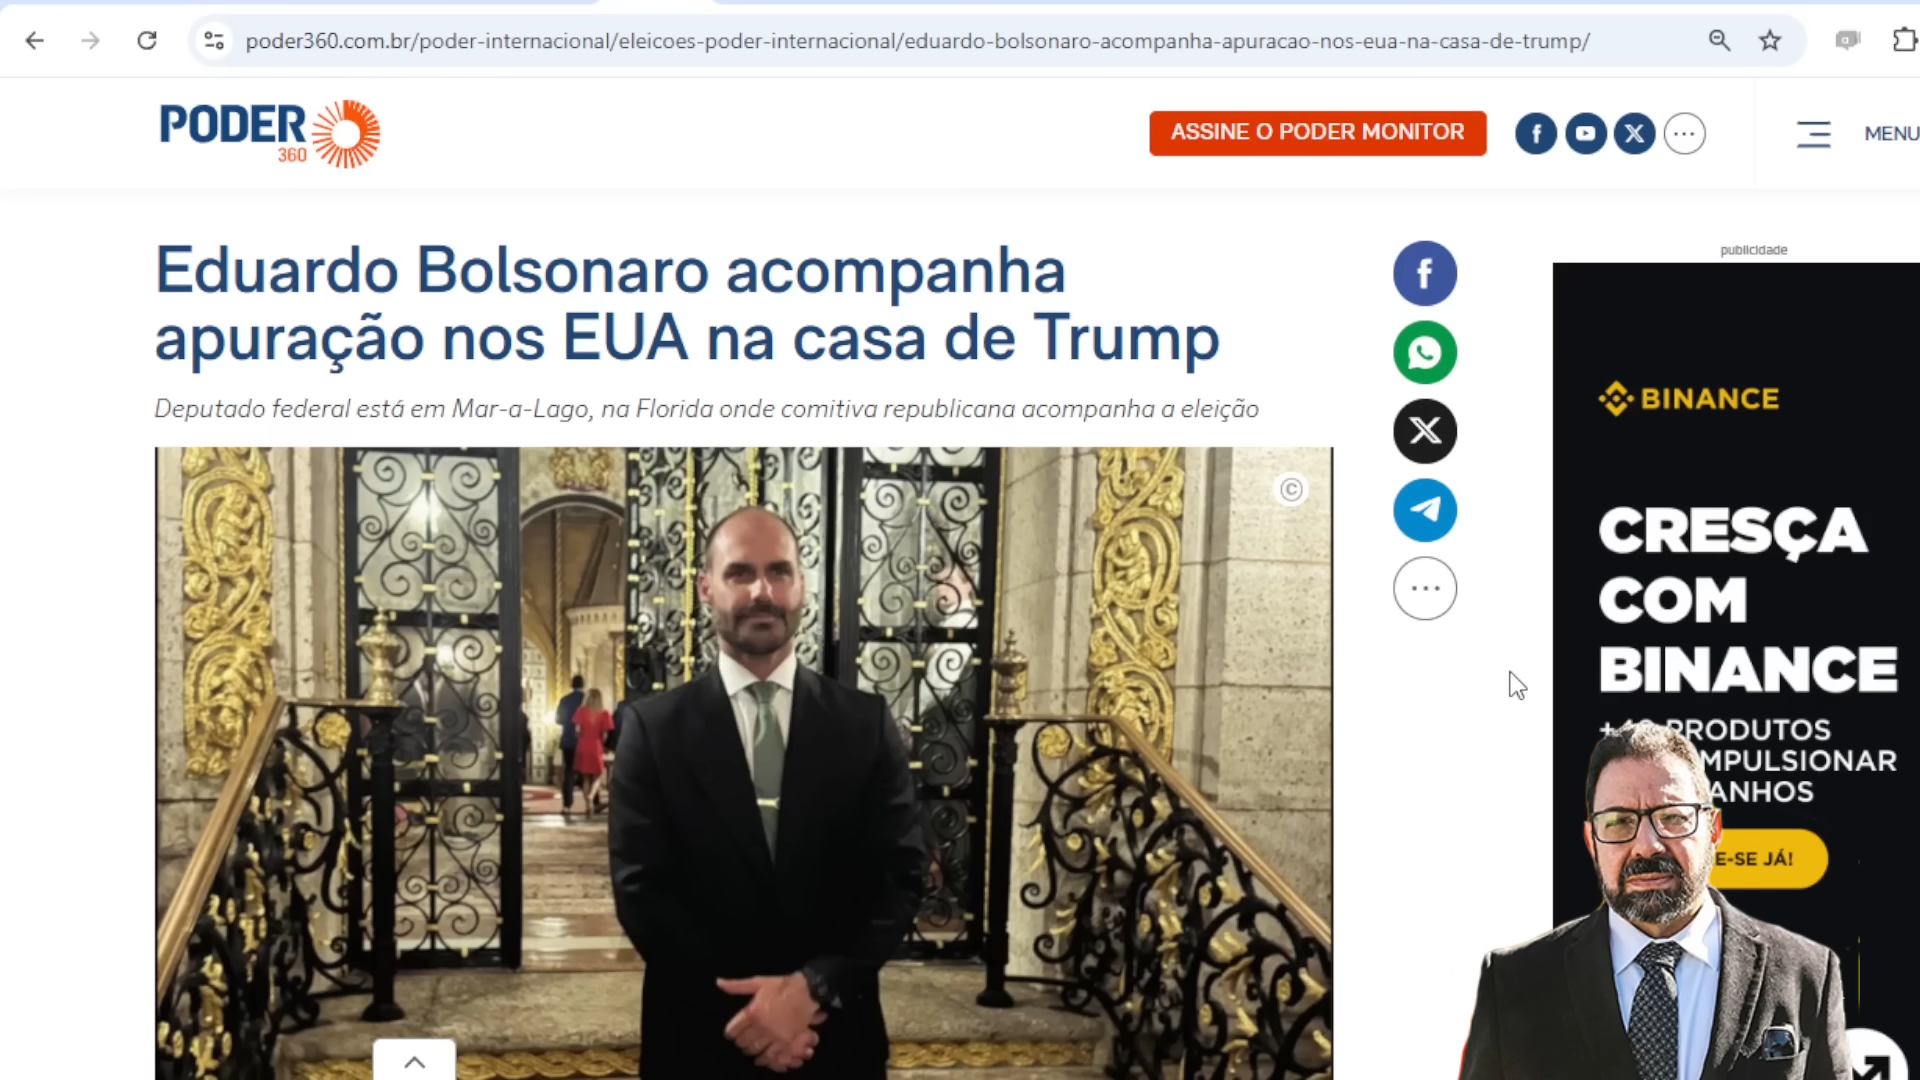 poder360.com.br/poder-internacional/eleicoes-poder-internacional/eduardo-bolsonaro-acompanha-apuracao-nos-eua-na-casa-de-trump/
PODER
360
ASSINE O PODER MONITOR
MENU
Eduardo Bolsonaro acompanha
apuração nos EUA na casa de Trump
Deputado federal está em Mar-a-Lago, na Florida onde comitiva republicana acompanha a eleição
©
publicidade
BINANCE
CRESÇA
COM
BINANCE
PRODUTOS
MPULSIONAR
ANHOS
E-SE JÁ!